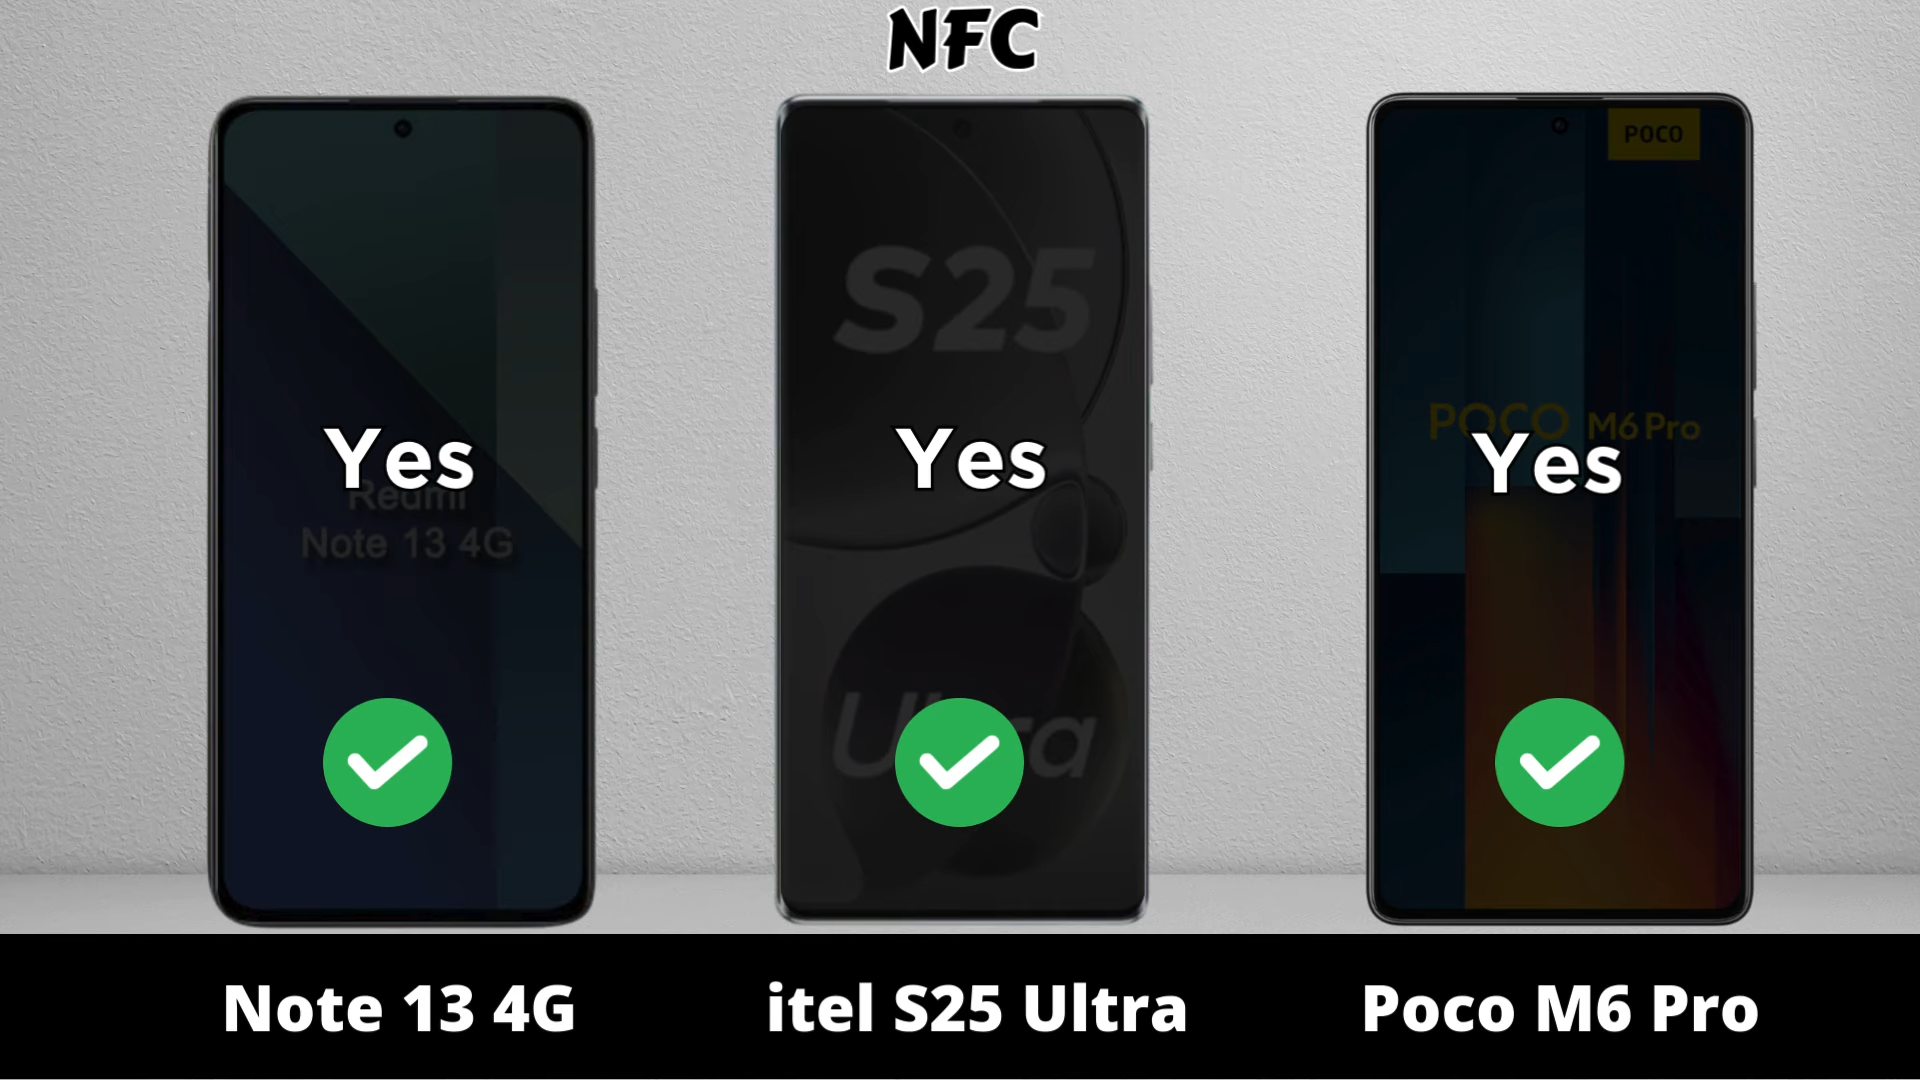 NFC
POCO
S25
POCO M6 Pro
Yes
Yes
Yes
Redmi
Note 13 4G
Ultra
Note 13 4G
itel S25 Ultra
Poco M6 Pro